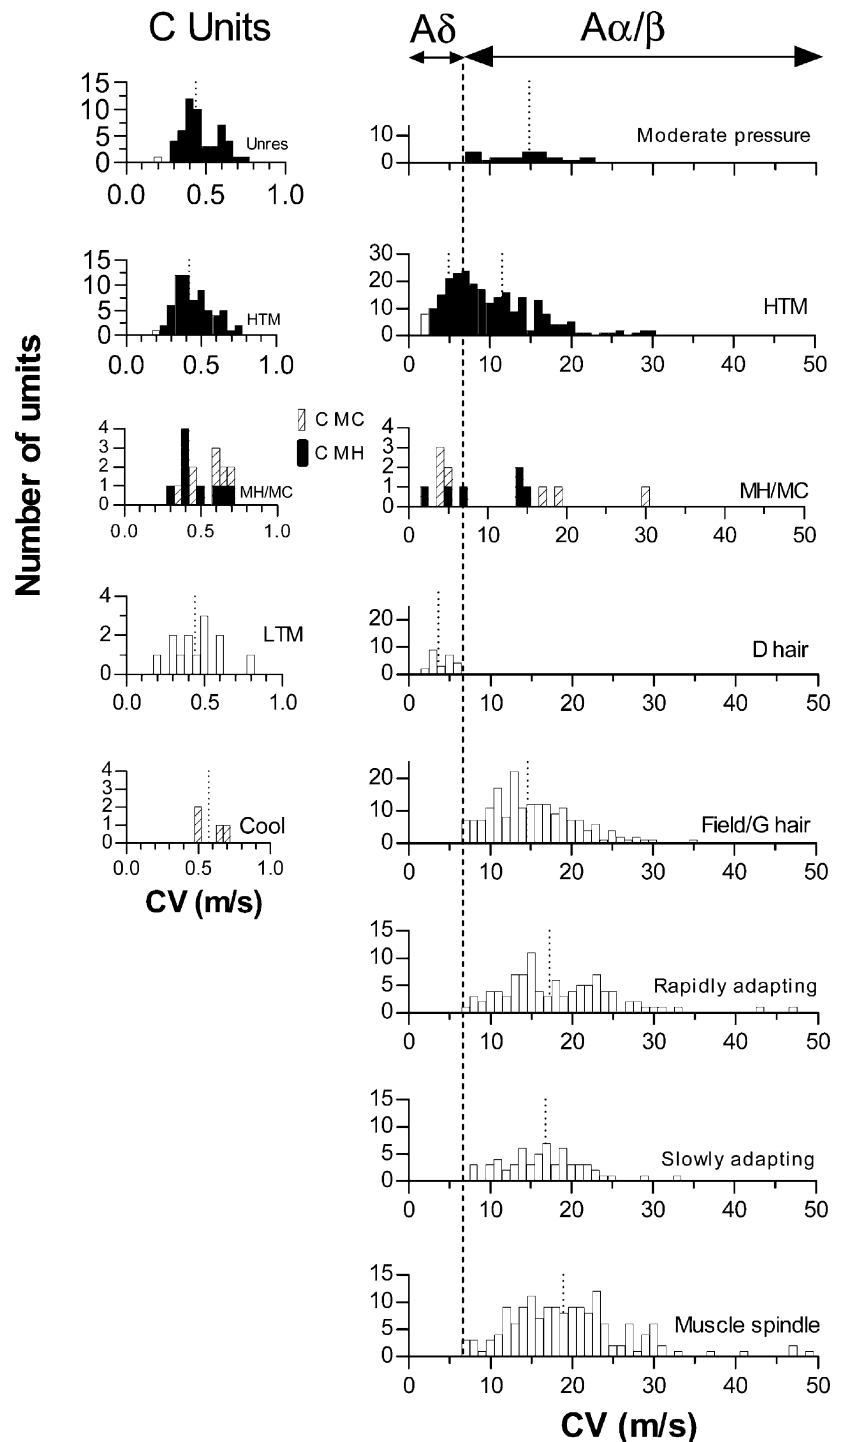 C Units
Aδ
Aα/β
15
10
5
0
Unres
0.0 0.5 1.0
10
0
Moderate pressure
0 10 20 30 40 50
15
10
5
0
HTM
0.0 0.5 1.0
30
20
10
0
HTM
0 10 20 30 40 50
Number of umits
4
3
2
1
0
MH/MC
0.0 0.5 1.0
C MC
C MH
4
3
2
1
0
MH/MC
0 10 20 30 40 50
4
2
0
LTM
0.0 0.5 1.0
20
10
0
D hair
0 10 20 30 40 50
4
3
2
1
0
Cool
0.0 0.5 1.0
CV (m/s)
20
10
0
Field/G hair
0 10 20 30 40 50
15
10
5
0
Rapidly adapting
0 10 20 30 40 50
15
10
5
0
Slowly adapting
0 10 20 30 40 50
15
10
5
0
Muscle spindle
0 10 20 30 40 50
CV (m/s)